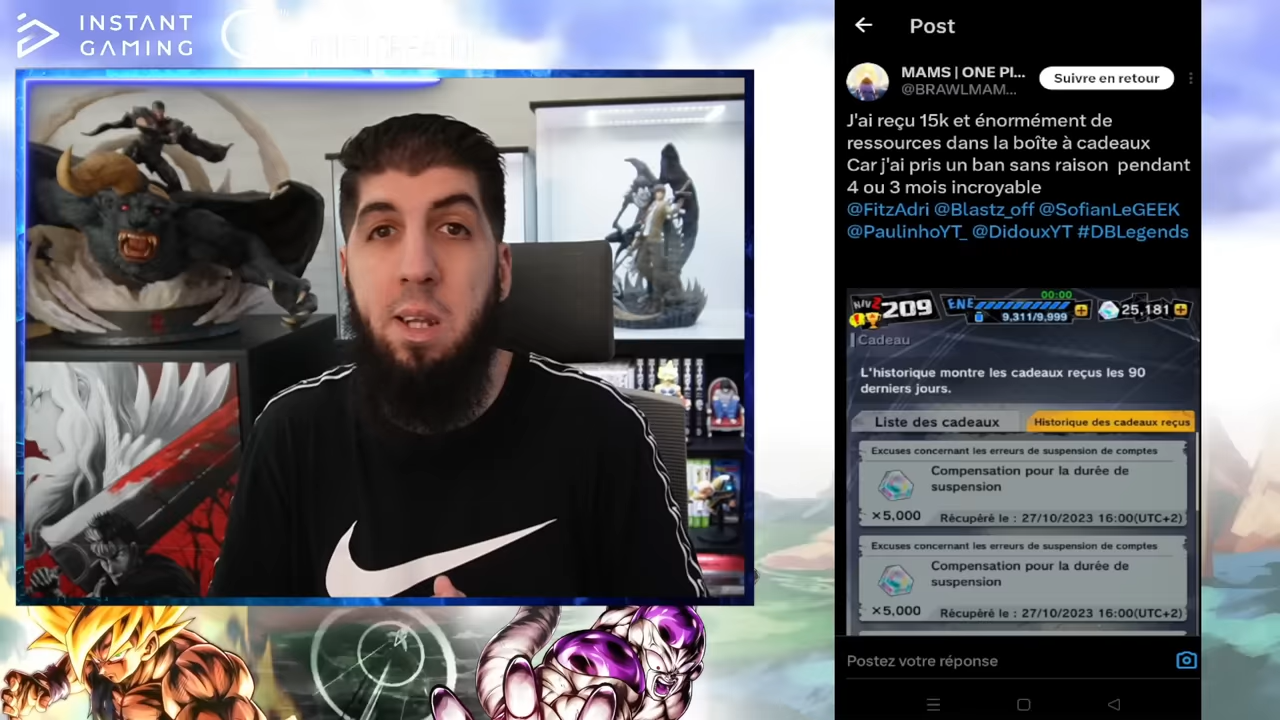 INSTANT
GAMING
Post
MAMS | ONE PI...
@BRAWLMAM...
Suivre en retour
J'ai reçu 15k et énormément de
ressources dans la boîte à cadeaux
Car j'ai pris un ban sans raison pendant
4 ou 3 mois incroyable
@FitzAdri @Blastz_off @SofianLeGEEK
@PaulinhoYT_ @DidouxYT #DBLegends
NIV 209
ENE
00:00
9,311/9,999
25,181
Cadeau
L'historique montre les cadeaux reçus les 90
derniers jours.
Liste des cadeaux
Historique des cadeaux reçus
Excuses concernant les erreurs de suspension de comptes
Compensation pour la durée de
suspension
×5,000
Récupéré le : 27/10/2023 16:00(UTC+2)
Excuses concernant les erreurs de suspension de comptes
Compensation pour la durée de
suspension
×5,000
Récupéré le : 27/10/2023 16:00(UTC+2)
Postez votre réponse